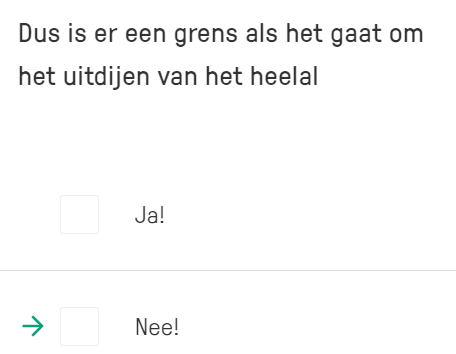 Dus is er een grens als het gaat om
het uitdijen van het heelal
Ja!
Nee!